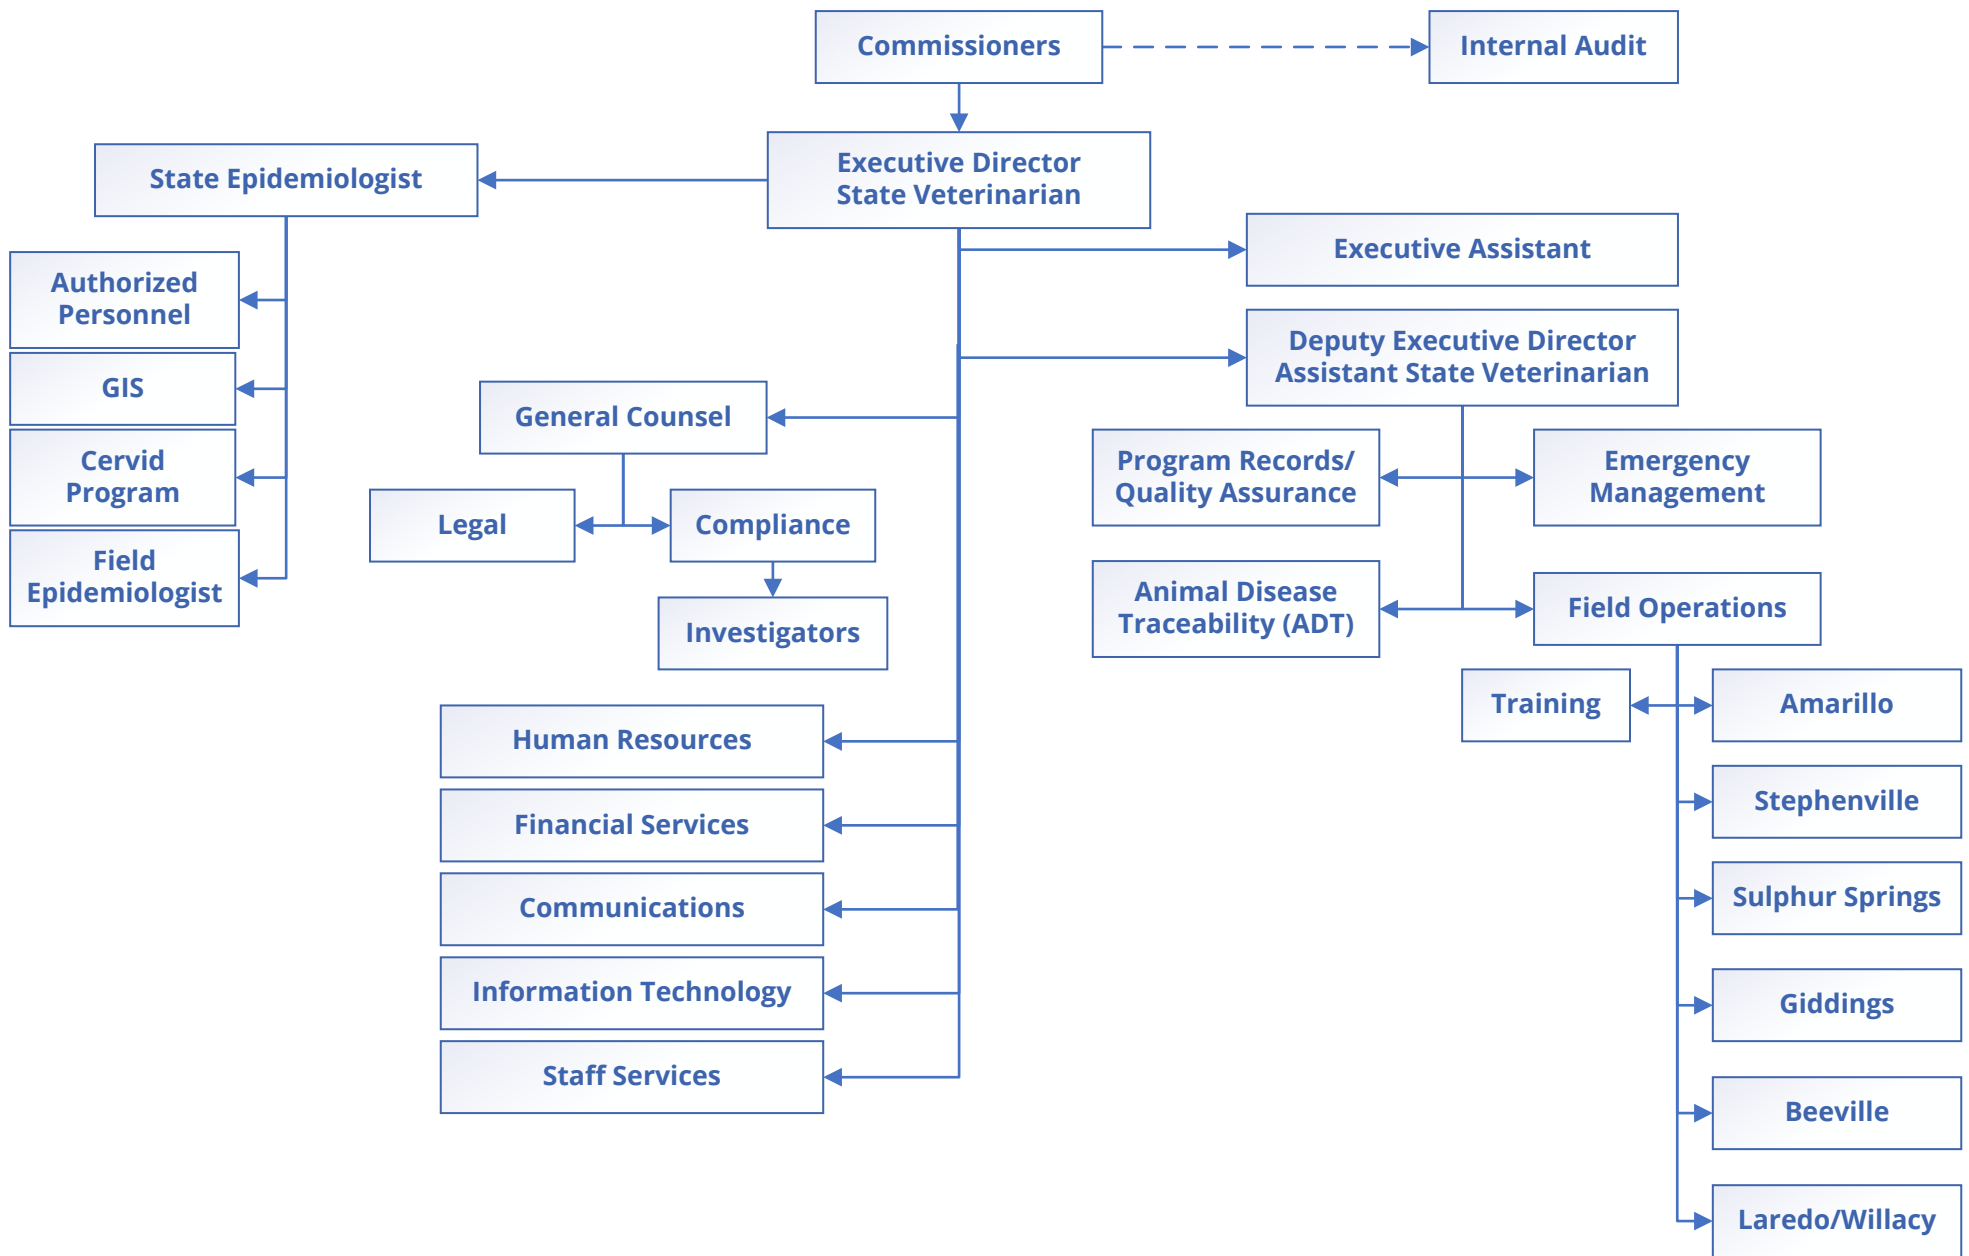 Commissioners
Internal Audit
State Epidemiologist
Executive Director
State Veterinarian
Executive Assistant
Authorized
Personnel
GIS
Cervid
Program
Field
Epidemiologist
Deputy Executive Director
Assistant State Veterinarian
General Counsel
Legal
Compliance
Investigators
Program Records/
Quality Assurance
Emergency
Management
Animal Disease
Traceability (ADT)
Field Operations
Training
Amarillo
Stephenville
Sulphur Springs
Giddings
Beeville
Laredo/Willacy
Human Resources
Financial Services
Communications
Information Technology
Staff Services